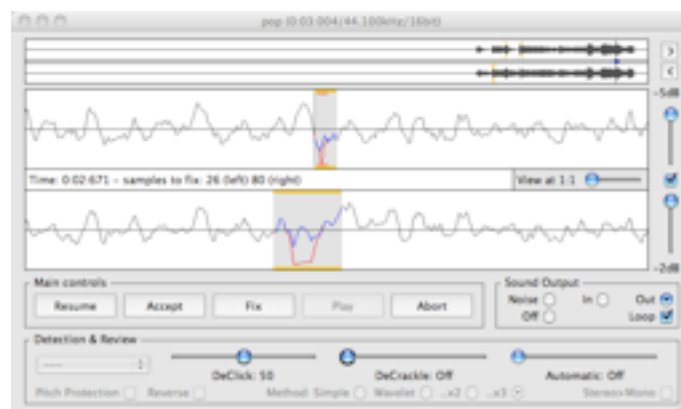 pop (0:03.004/44.100kHz/16bit)
-5dB
Time: 0:02.671 - samples to fix: 26 (left) 80 (right)
View at 1:1
-2dB
Main controls
Resume Accept Fix Play Abort
Sound Output
Noise In Out
Off Loop
Detection & Review
----
DeClick: 50 DeCrackle: Off Automatic: Off
Pitch Protection Reverse Method: Simple Wavelet ...x2 ...x3 Stereo>Mono